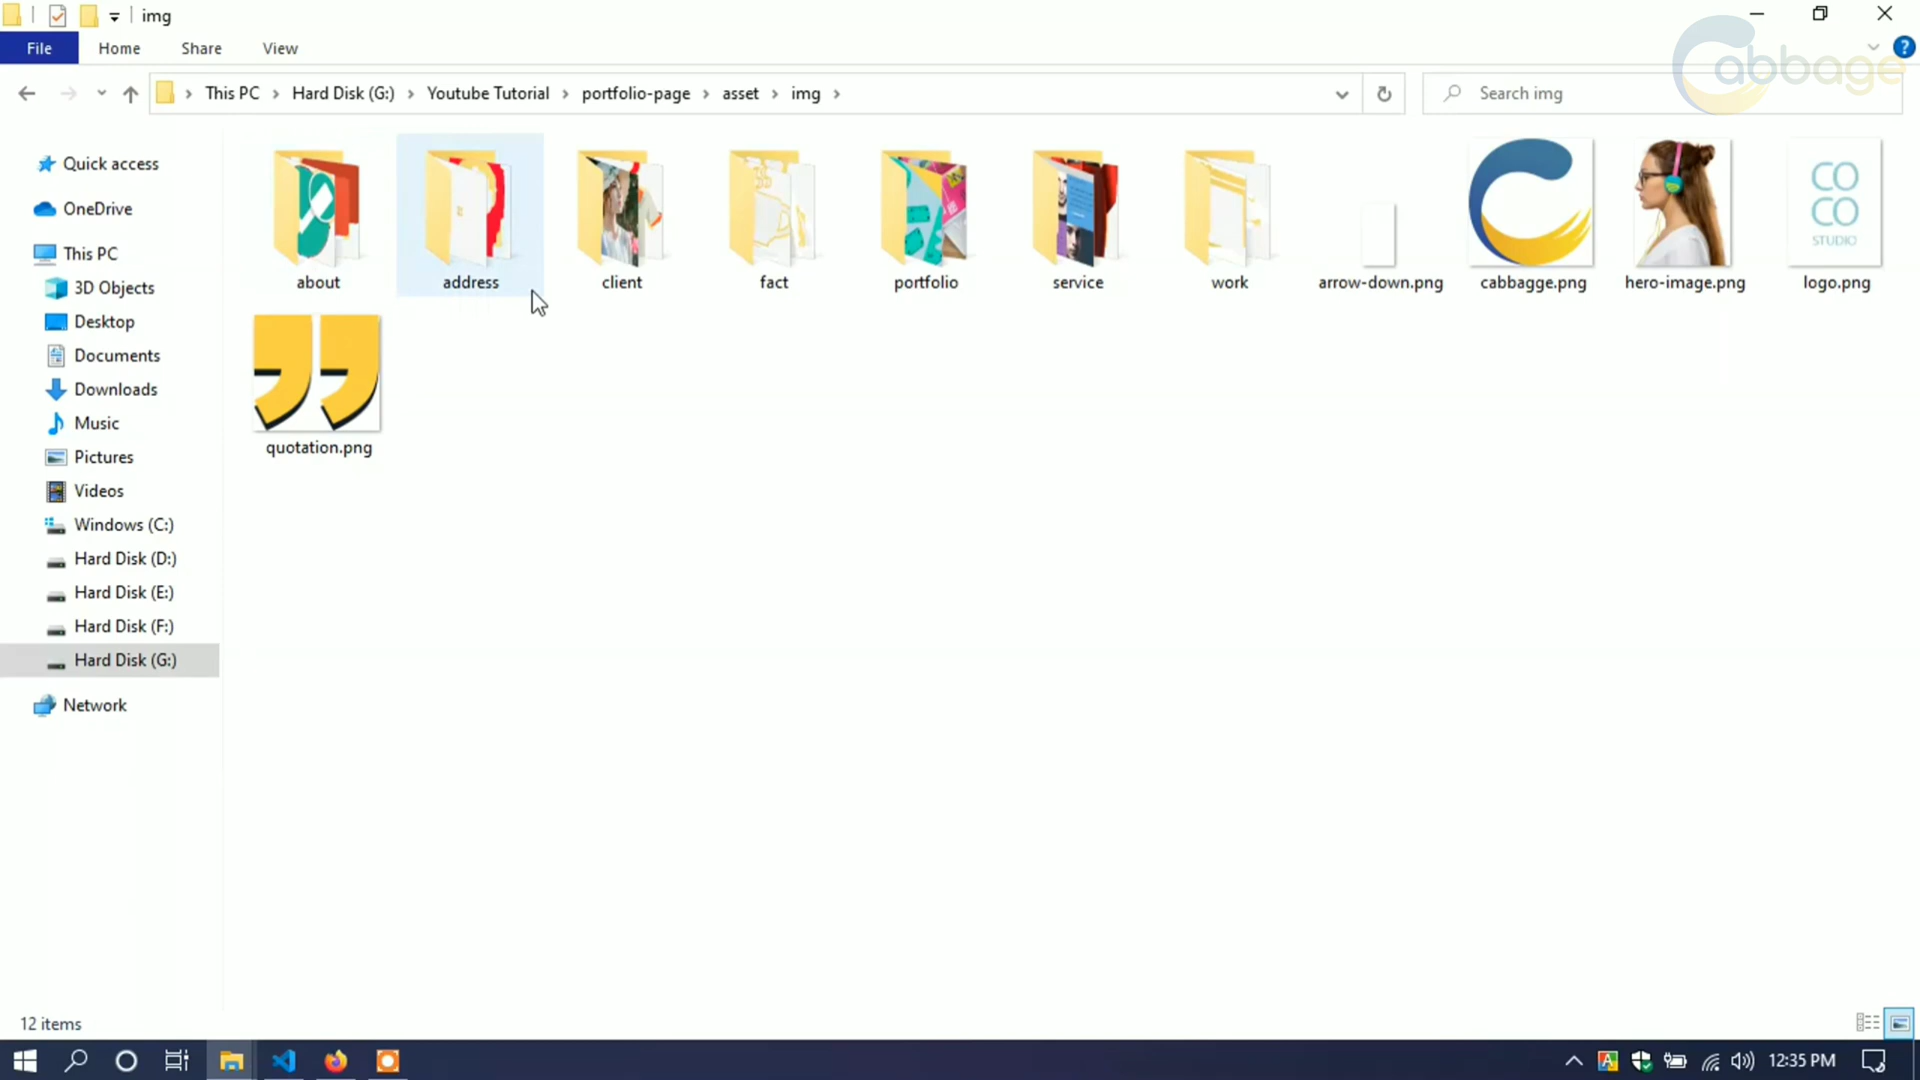 img
File Home Share View
This PC Hard Disk (G:) Youtube Tutorial portfolio-page asset img
Search img
abbage
?
Quick access
OneDrive
This PC
3D Objects
Desktop
Documents
Downloads
Music
Pictures
Videos
Windows (C:)
Hard Disk (D:)
Hard Disk (E:)
Hard Disk (F:)
Hard Disk (G:)
Network
CO
CO
STUDIO
about address client fact portfolio service work arrow-down.png cabbagge.png hero-image.png logo.png
quotation.png
12 items
A
12:35 PM